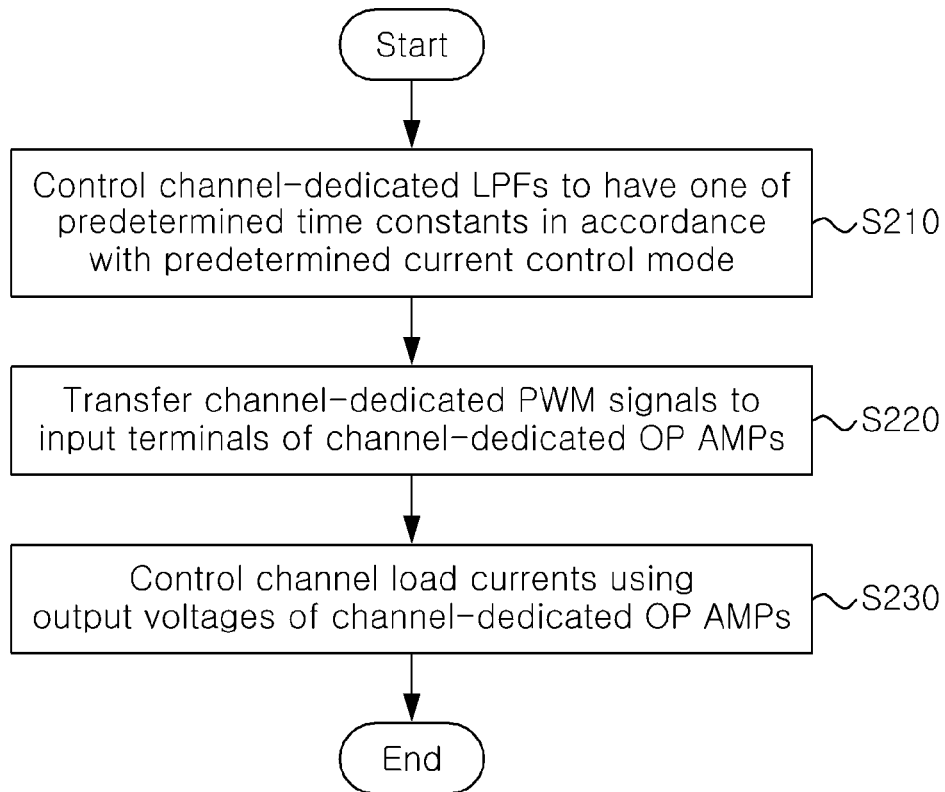 Start
Control channel-dedicated LPFs to have one of
predetermined time constants in accordance
with predetermined current control mode
S210
Transfer channel-dedicated PWM signals to
input terminals of channel-dedicated OP AMPs
S220
Control channel load currents using
output voltages of channel-dedicated OP AMPs
S230
End